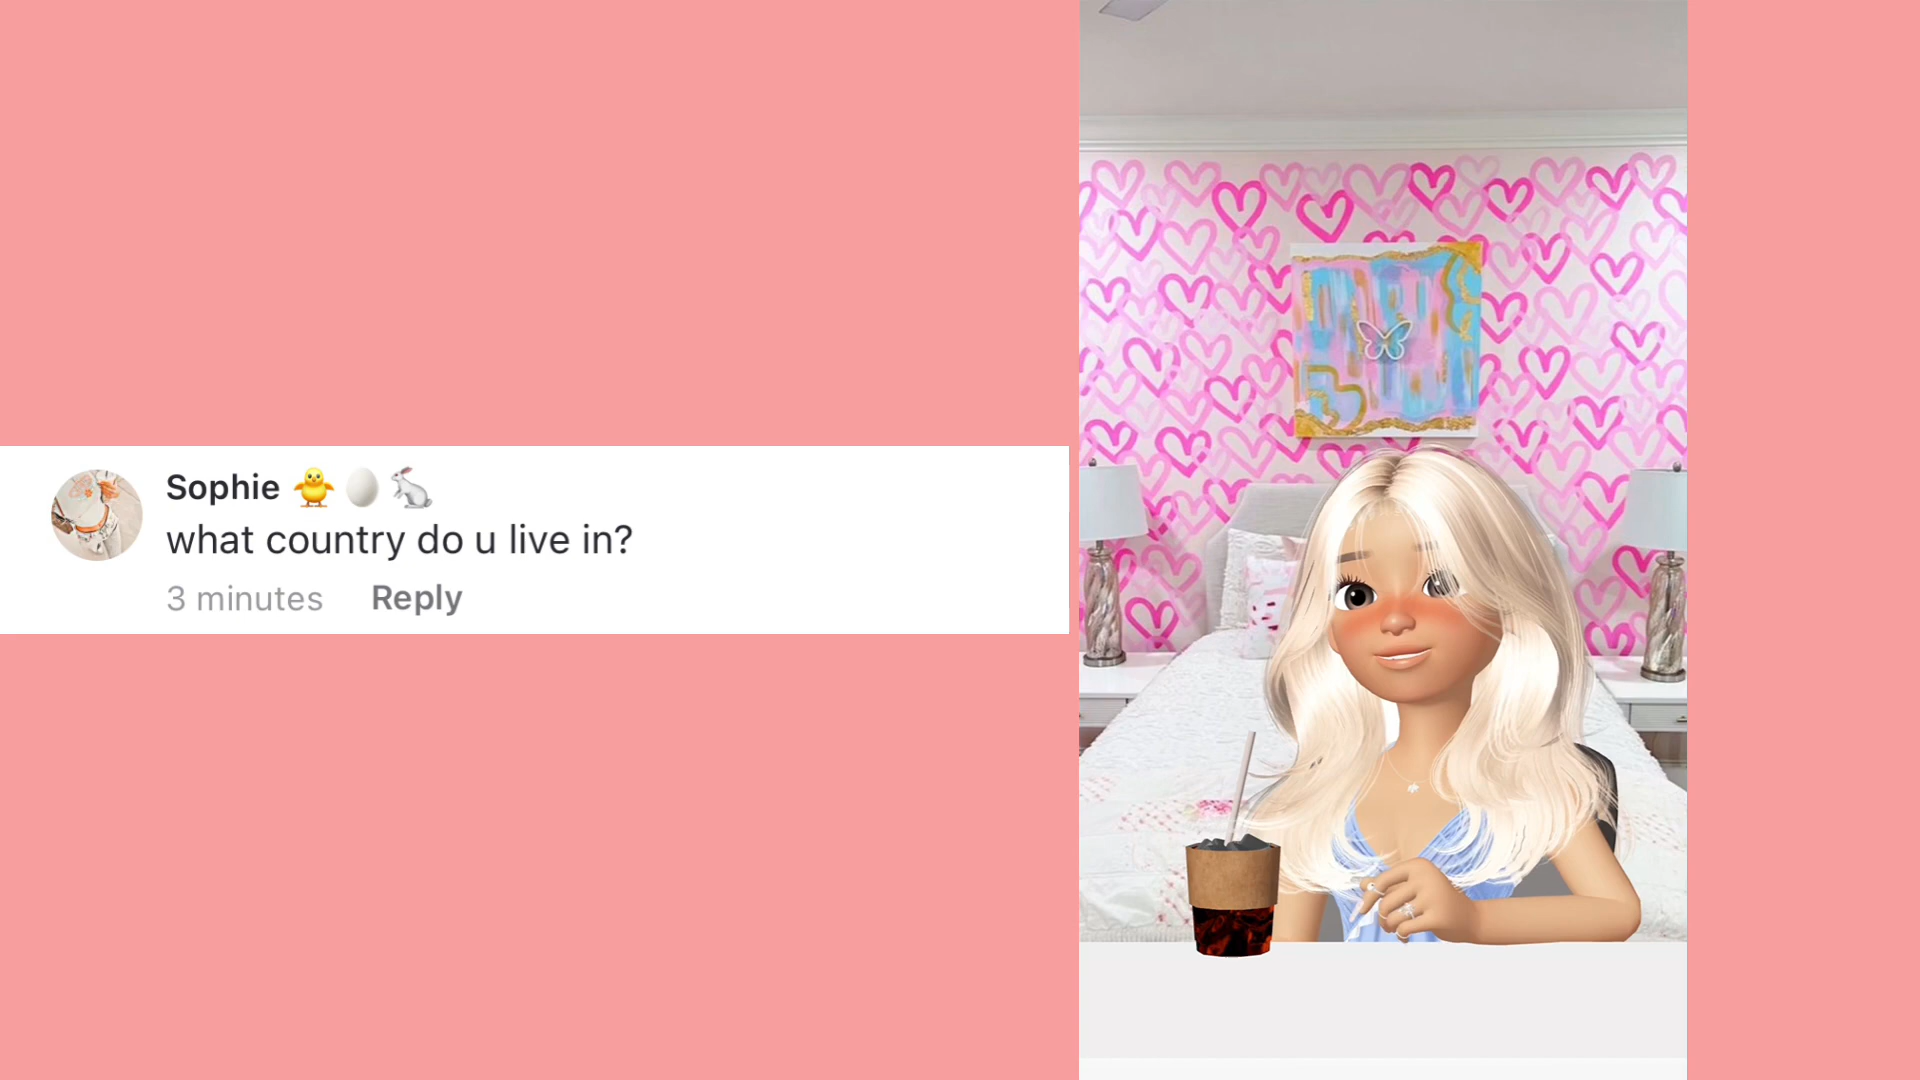 Sophie 🐥🥚🐇
what country do u live in?
3 minutes Reply